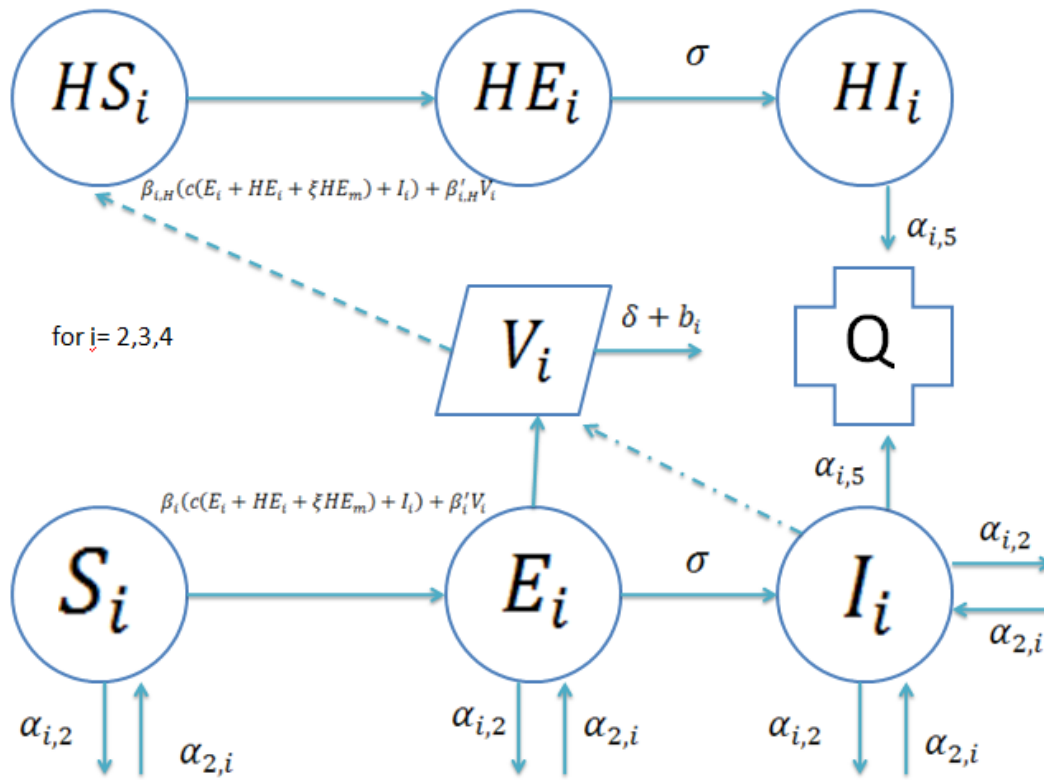 HS_i
HE_i
σ
HI_i
β_{i,H}(c(E_i + HE_i + ξHE_m) + I_i) + β'_{i,H}V_i
α_{i,5}
for i= 2,3,4
V_i
δ + b_i
Q
α_{i,5}
β_i(c(E_i + HE_i + ξHE_m) + I_i) + β'_iV_i
S_i
E_i
σ
I_i
α_{i,2}
α_{2,i}
α_{i,2}
α_{2,i}
α_{i,2}
α_{2,i}
α_{i,2}
α_{2,i}